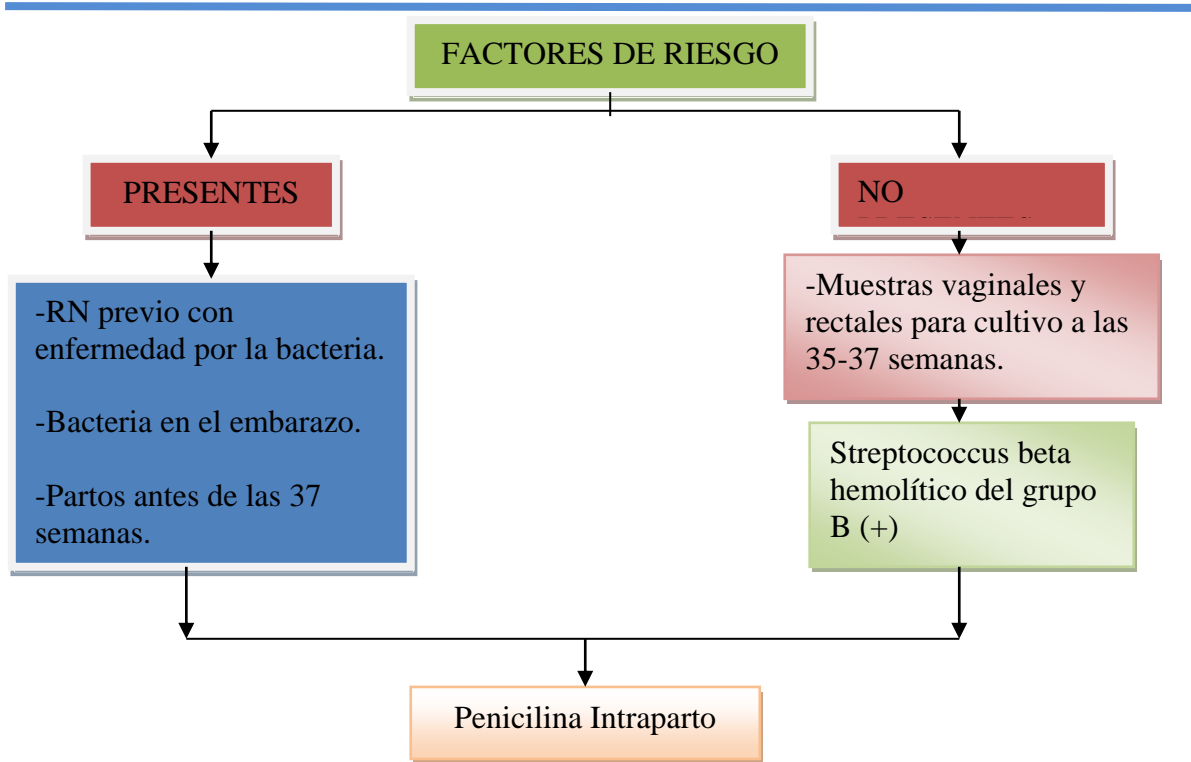 FACTORES DE RIESGO
PRESENTES
NO
-RN previo con
enfermedad por la bacteria.
-Bacteria en el embarazo.
-Partos antes de las 37
semanas.
-Muestras vaginales y
rectales para cultivo a las
35-37 semanas.
Streptococcus beta
hemolítico del grupo
B (+)
Penicilina Intraparto